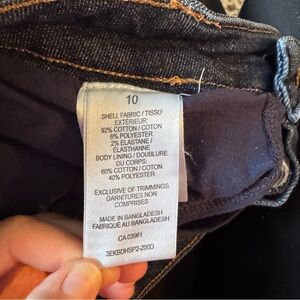 10
SHELL FABRIC / TISSU
EXTÉRIEUR:
92% COTTON / COTON
6% POLYESTER
2% ELASTANE /
ÉLASTHANNE
BODY LINING / DOUBLURE
DU CORPS:
60% COTTON / COTON
40% POLYESTER
EXCLUSIVE OF TRIMMINGS
GARNITURES NON
COMPRISES
MADE IN BANGLADESH
FABRIQUÉ AU BANGLADESH
CA 03961
3EKBDHSP2-200D